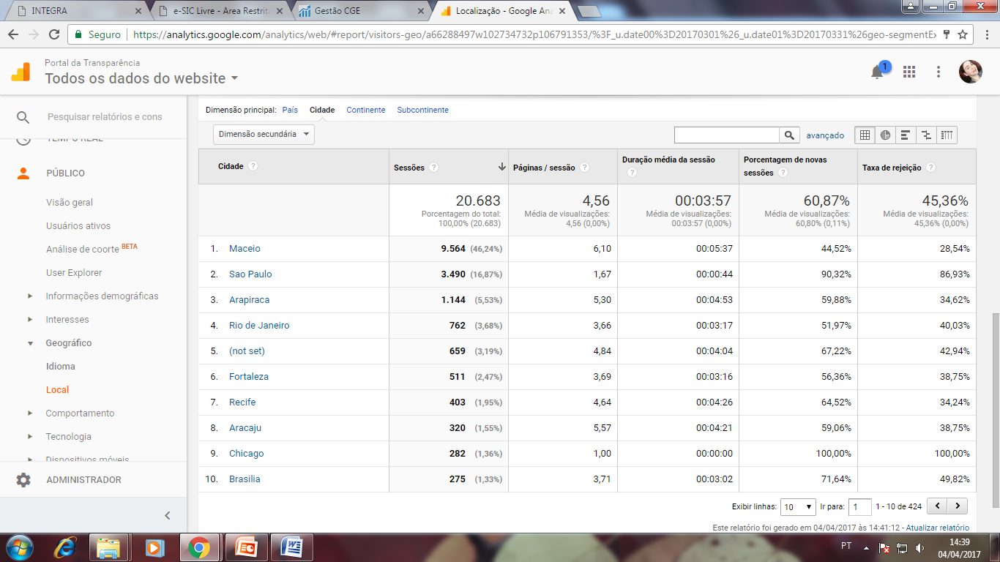 INTEGRA
e-SIC Livre - Area Restrit
Gestão CGE
Localização - Google Ana
Seguro
https://analytics.google.com/analytics/web/#report/visitors-geo/a66288497w102734732p106791353/%3F_u.date00%3D20170301%26_u.date01%3D20170331%26geo-segmentEx
Portal da Transparência
Todos os dados do website
1
Pesquisar relatórios e cons
TEMPO REAL
PÚBLICO
Visão geral
Usuários ativos
Análise de coorte BETA
User Explorer
Informações demográficas
Interesses
Geográfico
Idioma
Local
Comportamento
Tecnologia
Dispositivos móveis
ADMINISTRADOR
Dimensão principal: País Cidade Continente Subcontinente
Dimensão secundária
avançado
Cidade ? Sessões ? Páginas / sessão ? Duração média da sessão ? Porcentagem de novas sessões ? Taxa de rejeição ?
20.683 4,56 00:03:57 60,87% 45,36%
Porcentagem do total: Média de visualizações: Média de visualizações: Média de visualizações: Média de visualizações:
100,00% (20.683) 4,56 (0,00%) 00:03:57 (0,00%) 60,80% (0,11%) 45,36% (0,00%)
1. Maceio 9.564 (46,24%) 6,10 00:05:37 44,52% 28,54%
2. Sao Paulo 3.490 (16,87%) 1,67 00:00:44 90,32% 86,93%
3. Arapiraca 1.144 (5,53%) 5,30 00:04:53 59,88% 34,62%
4. Rio de Janeiro 762 (3,68%) 3,66 00:03:17 51,97% 40,03%
5. (not set) 659 (3,19%) 4,84 00:04:04 67,22% 42,94%
6. Fortaleza 511 (2,47%) 3,69 00:03:16 56,36% 38,75%
7. Recife 403 (1,95%) 4,64 00:04:26 64,52% 34,24%
8. Aracaju 320 (1,55%) 5,57 00:04:21 59,06% 38,75%
9. Chicago 282 (1,36%) 1,00 00:00:00 100,00% 100,00%
10. Brasilia 275 (1,33%) 3,71 00:03:02 71,64% 49,82%
Exibir linhas: 10 Ir para: 1 1 - 10 de 424
Este relatório foi gerado em 04/04/2017 às 14:41:12 - Atualizar relatório
PT
14:39
04/04/2017